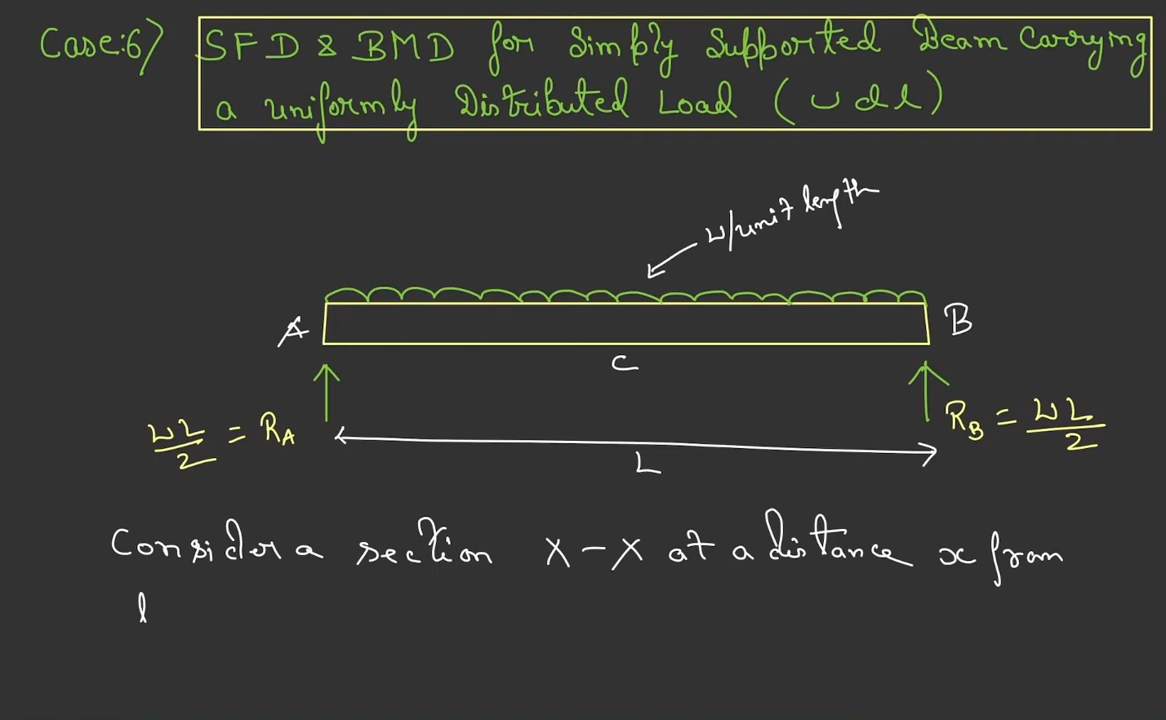 Case:6) SFD & BMD for Simply Supported Beam Carrying
a uniformly Distributed Load (udl)
w/unit length
A
B
C
wL/2 = RA
RB = wL/2
L
Consider a section X-X at a distance x from